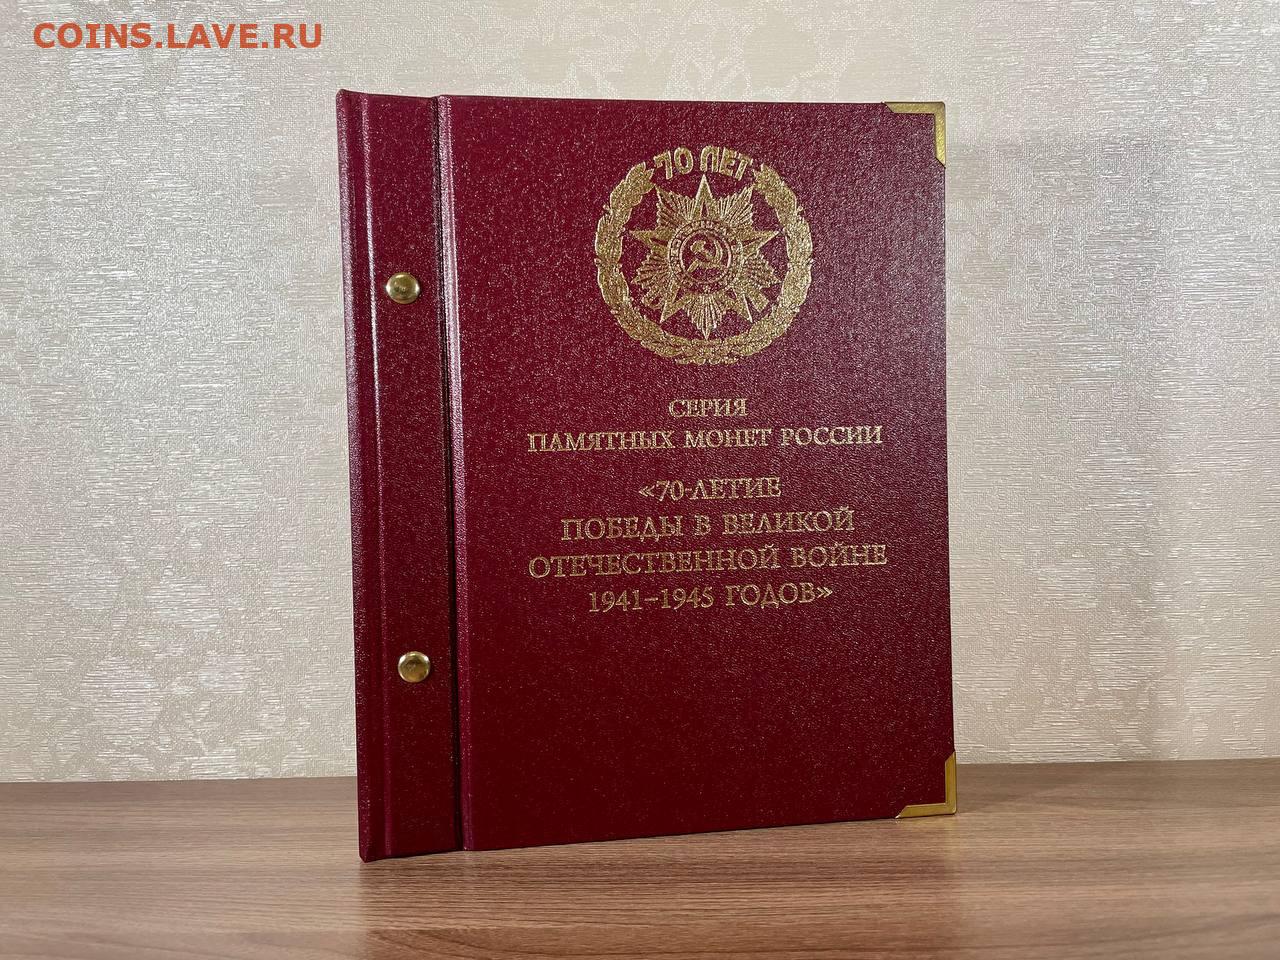 COINS.LAVE.RU
70 ЛЕТ
СЕРИЯ
ПАМЯТНЫХ МОНЕТ РОССИИ
«70-ЛЕТИЕ
ПОБЕДЫ В ВЕЛИКОЙ
ОТЕЧЕСТВЕННОЙ ВОЙНЕ
1941–1945 ГОДОВ»